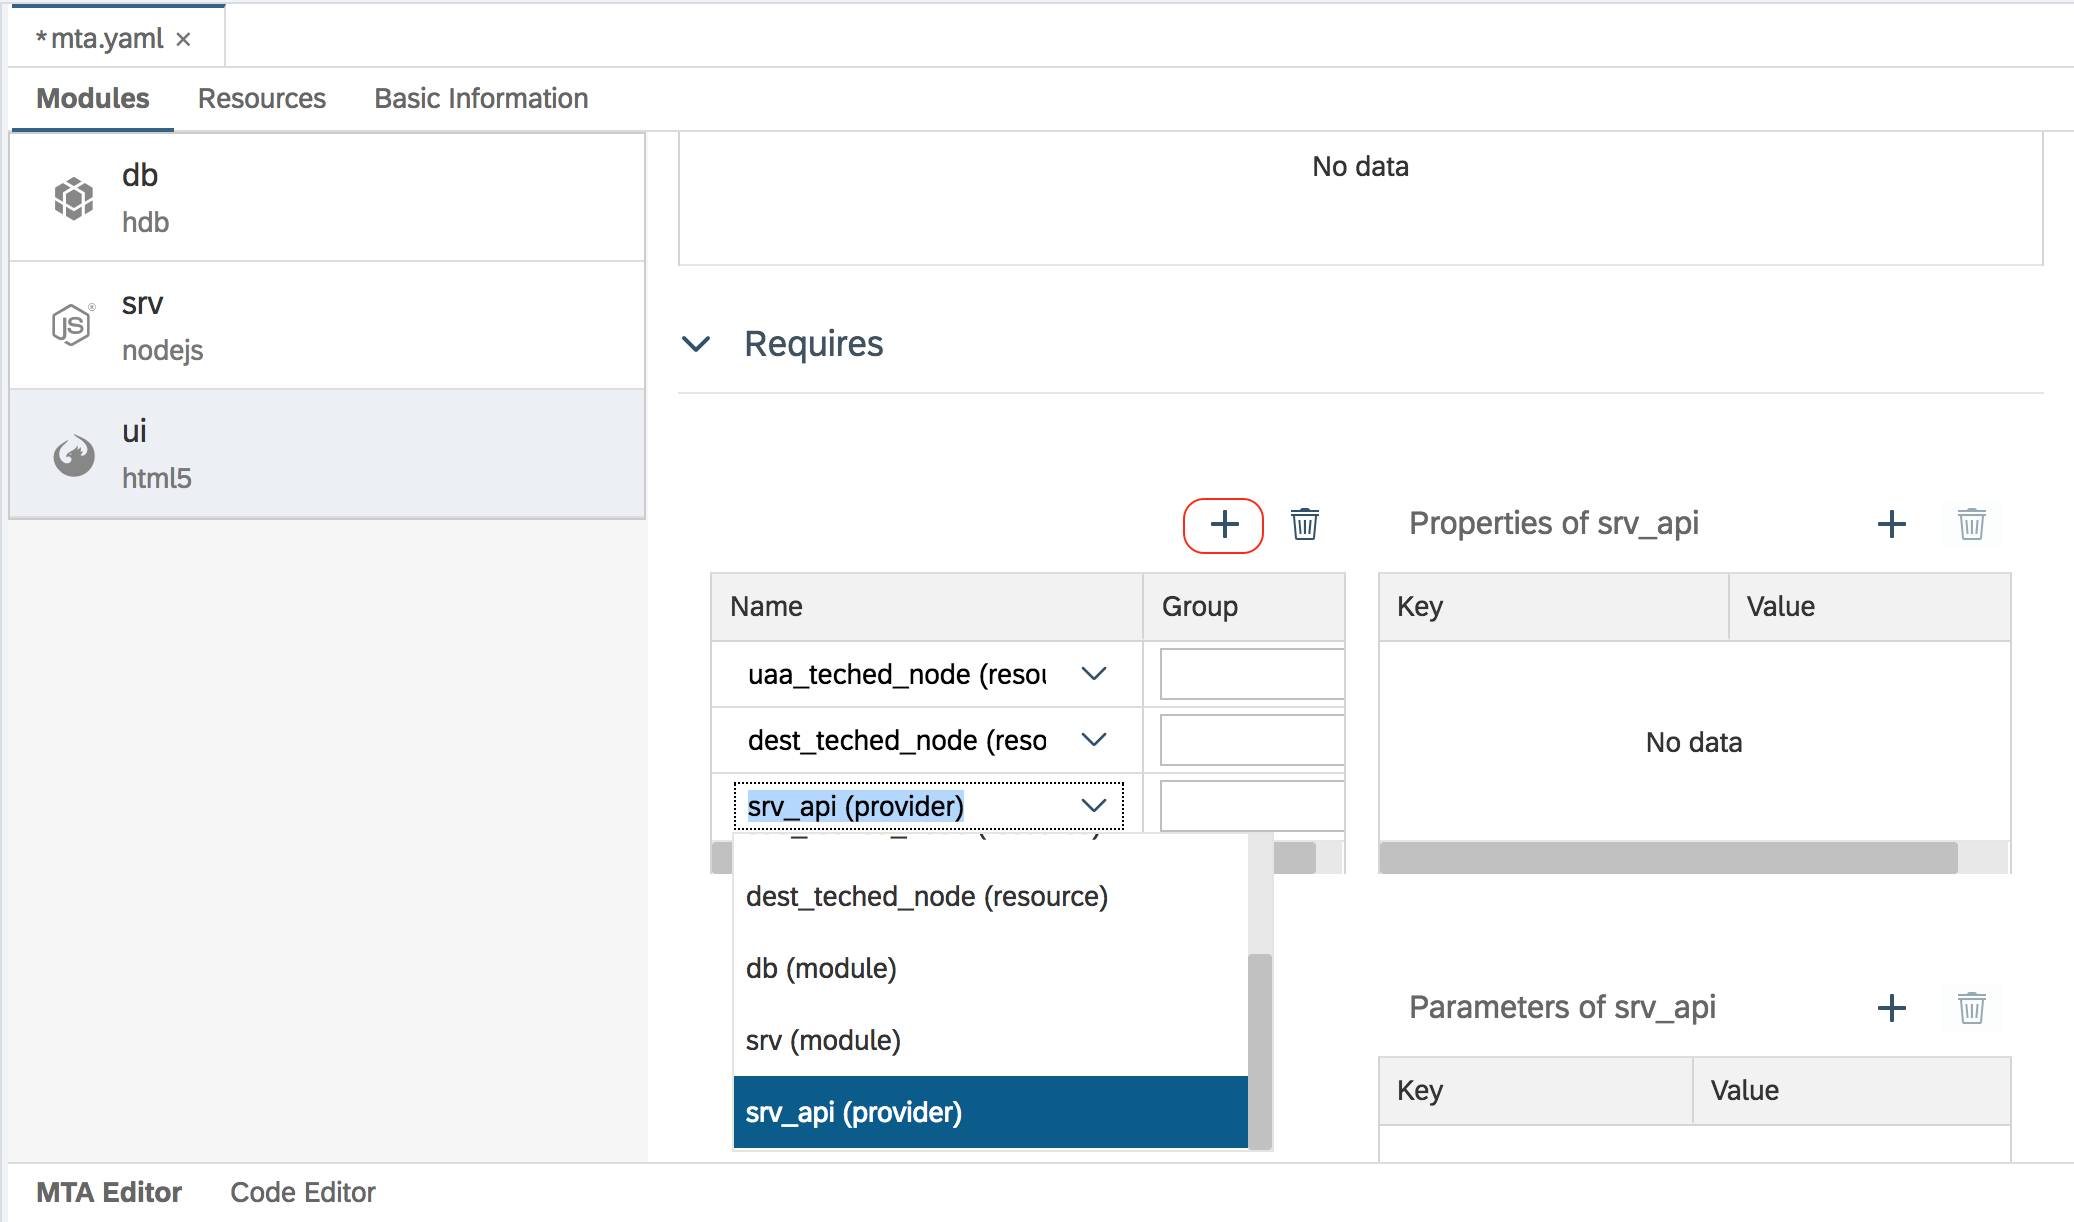 *mta.yaml ×
Modules Resources Basic Information
db
hdb
srv
nodejs
ui
html5
No data
Requires
Properties of srv_api
Name Group
Key Value
uaa_teched_node (resou
dest_teched_node (reso
srv_api (provider)
No data
dest_teched_node (resource)
db (module)
srv (module)
srv_api (provider)
Parameters of srv_api
Key Value
MTA Editor Code Editor